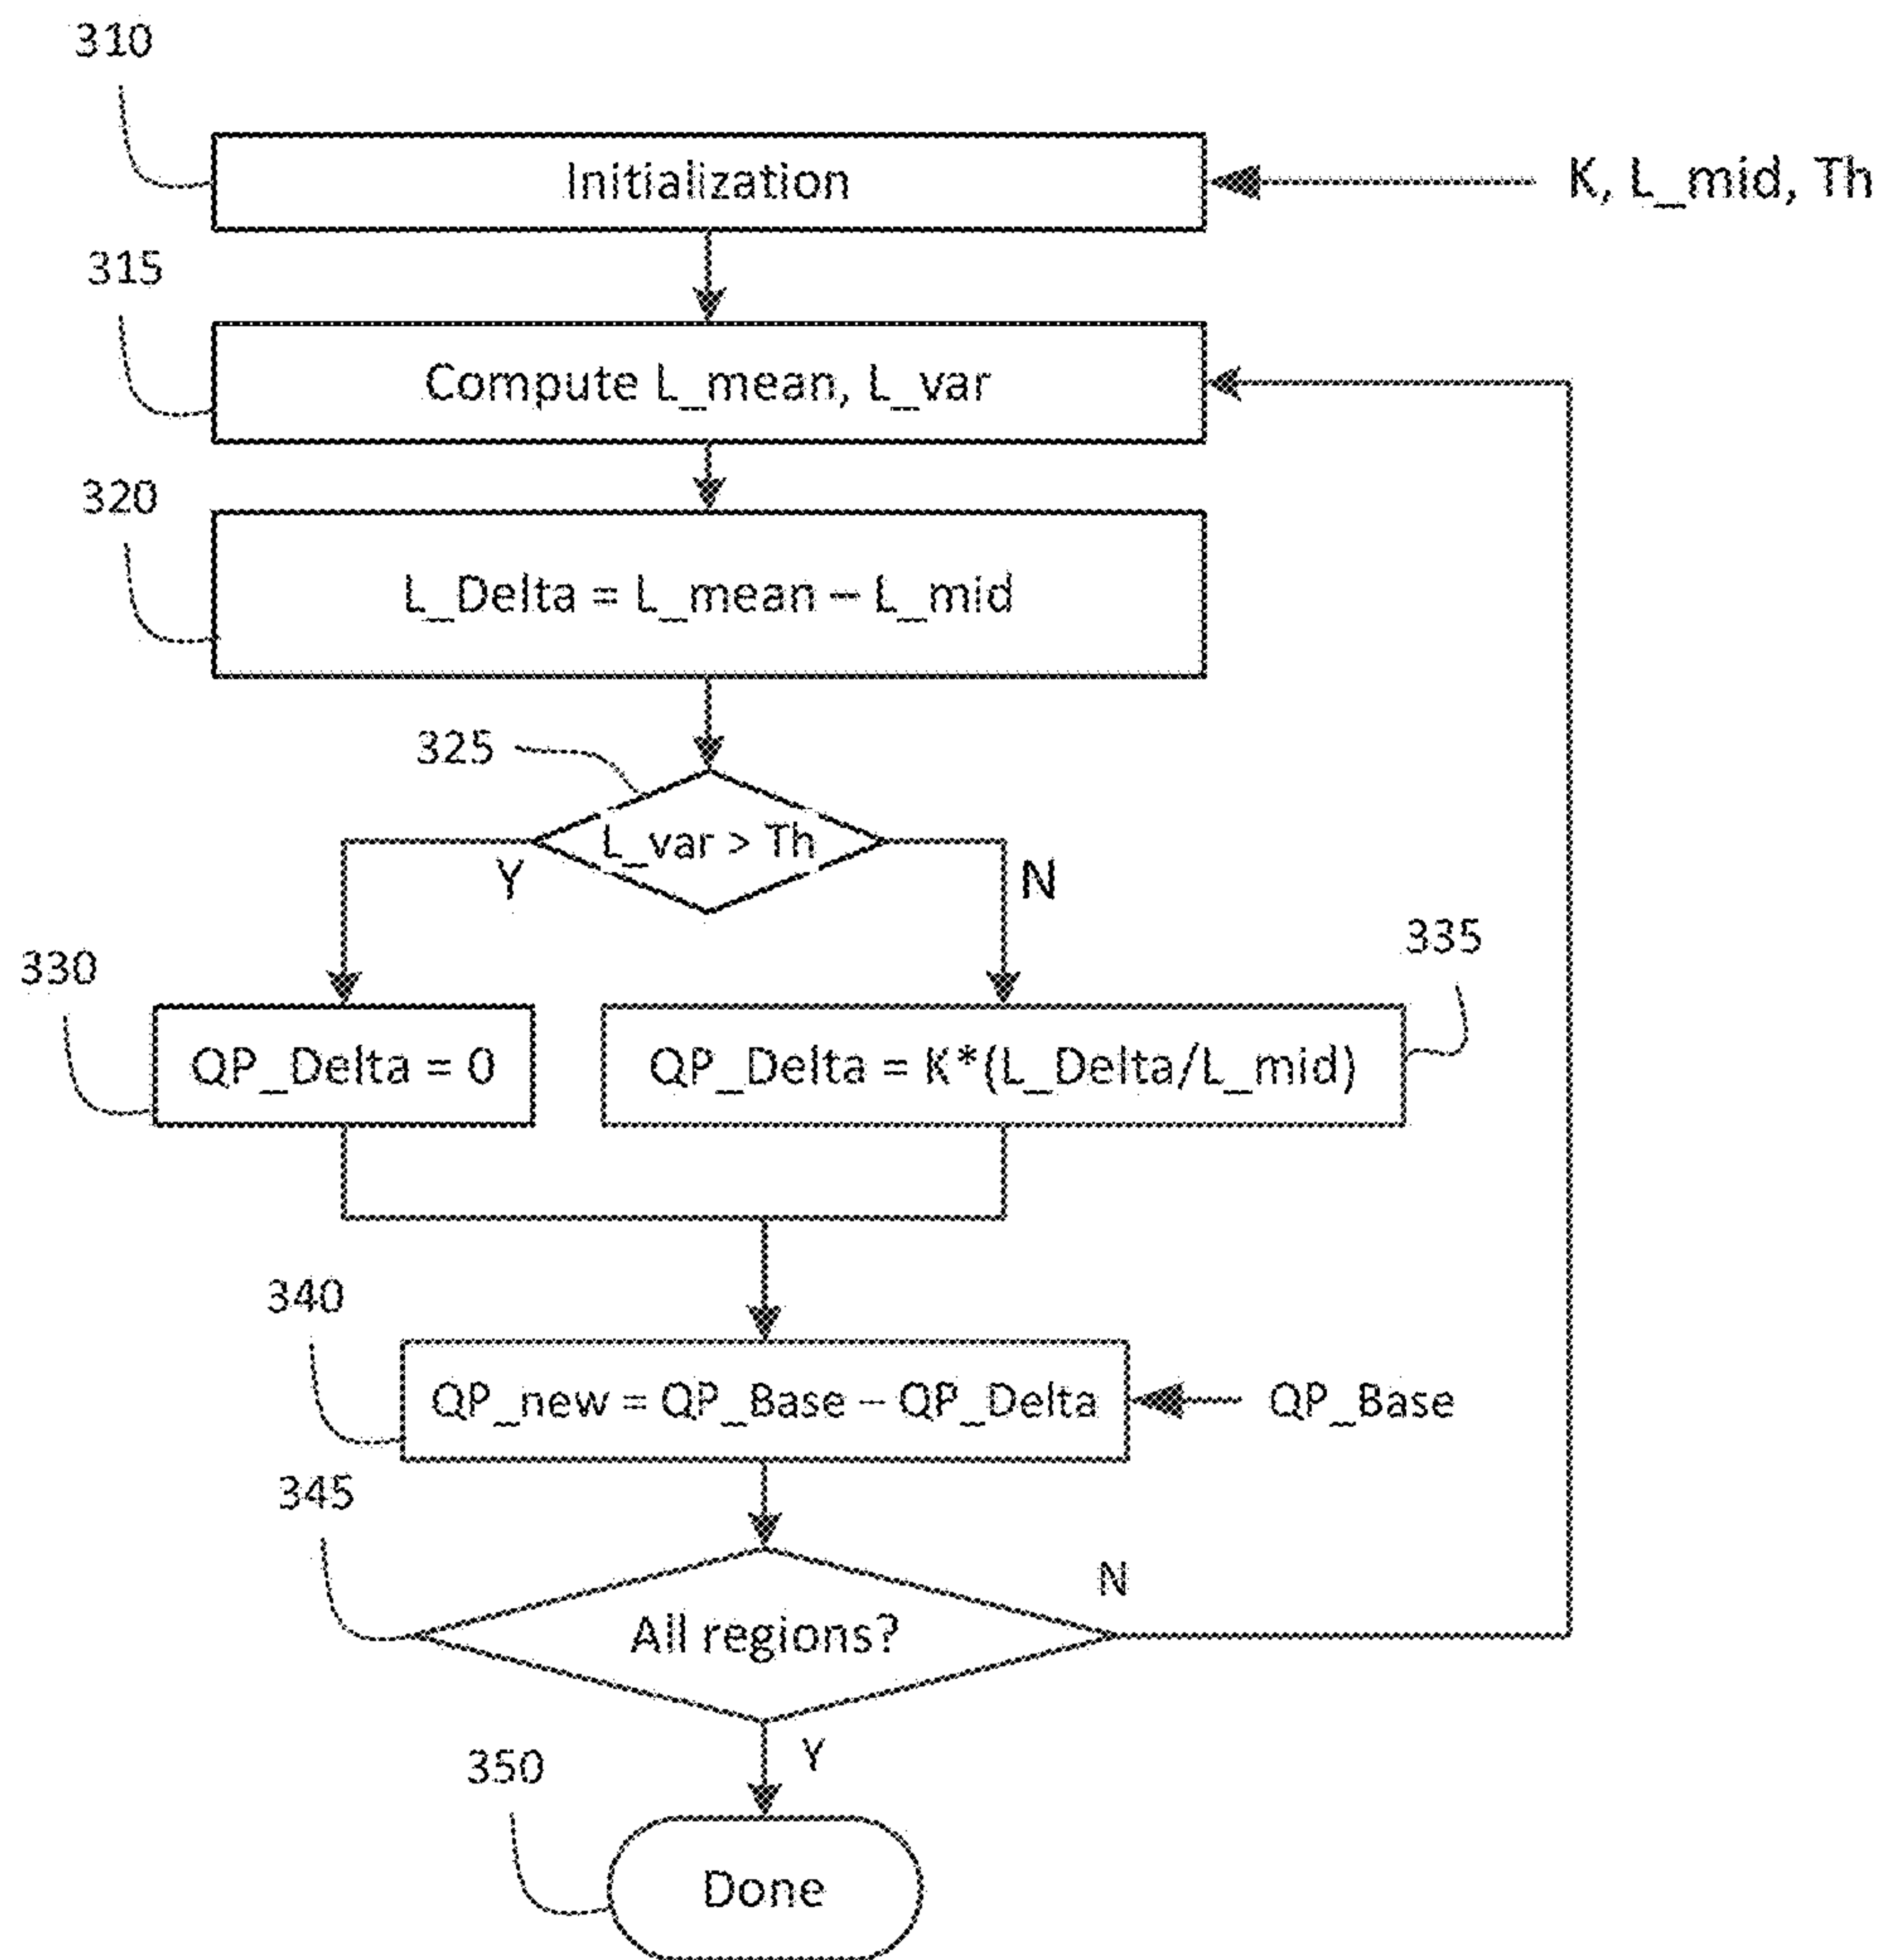 310
Initialization
K, L_mid, Th
315
Compute L_mean, L_var
320
L_Delta = L_mean – L_mid
325
L_var > Th
Y
N
330
335
QP_Delta = 0
QP_Delta = K*(L_Delta/L_mid)
340
QP_new = QP_Base – QP_Delta
QP_Base
345
N
All regions?
Y
350
Done